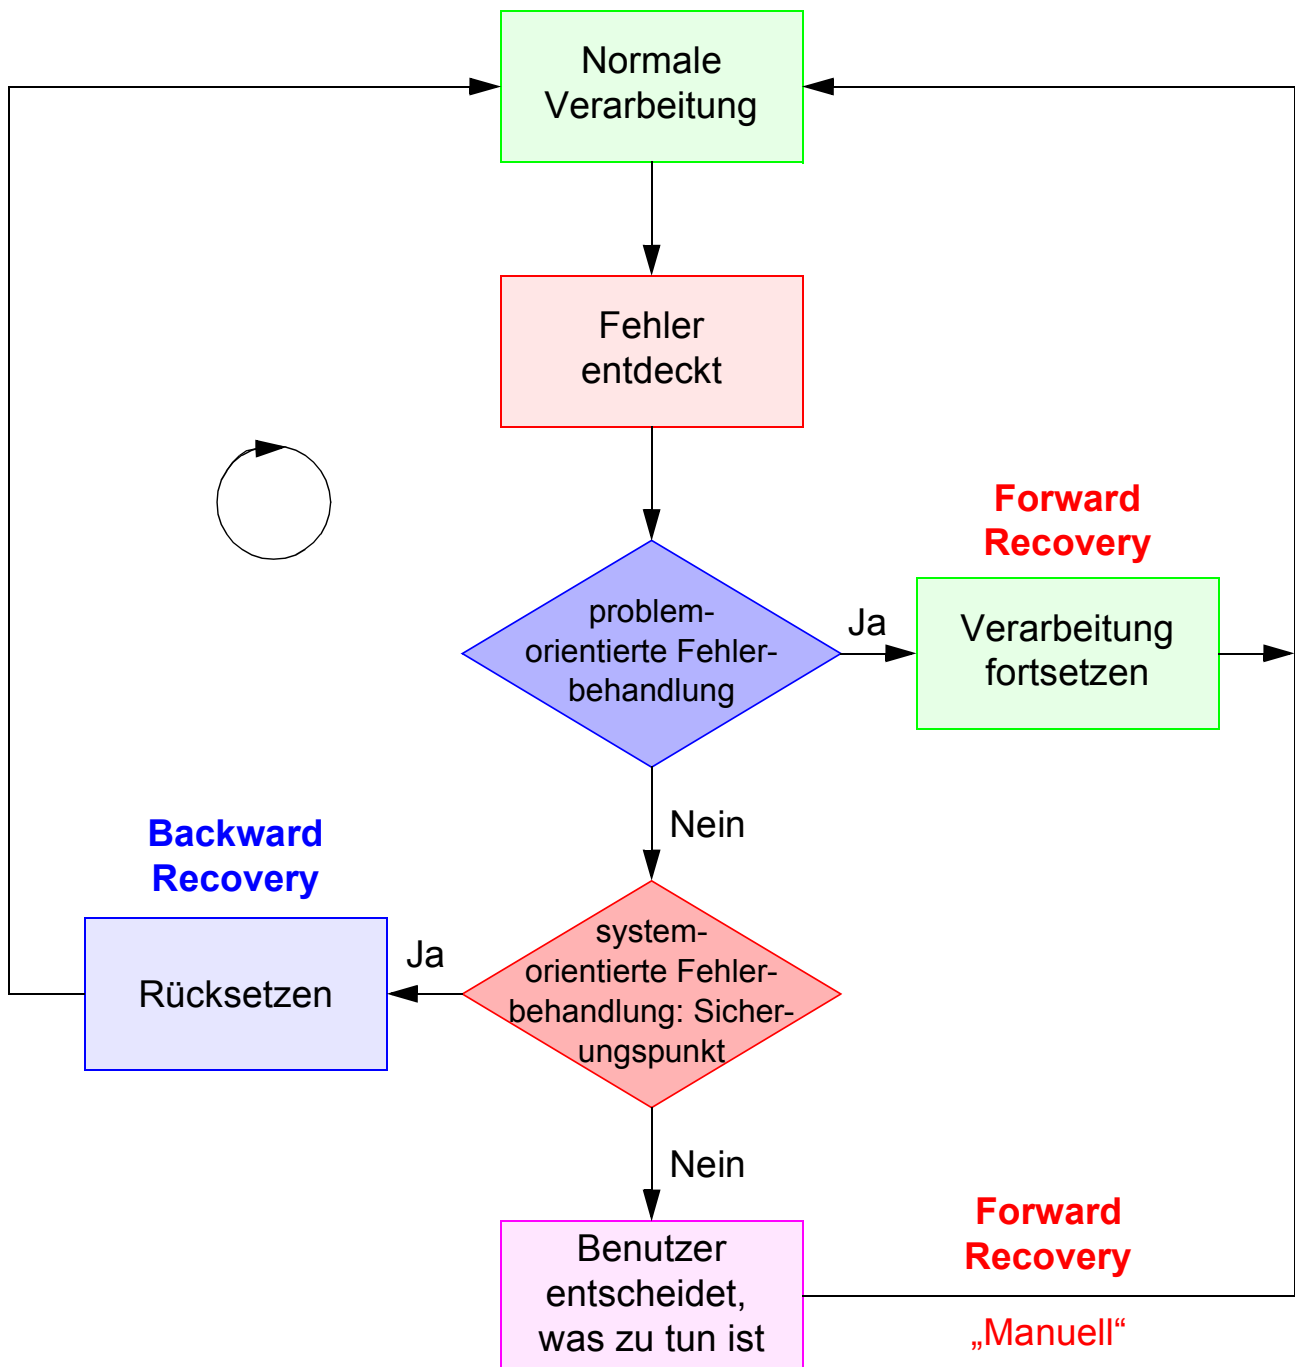 Normale
Verarbeitung
Fehler
entdeckt
Forward
Recovery
problem-
orientierte Fehler-
behandlung
Ja
Verarbeitung
fortsetzen
Nein
Backward
Recovery
system-
orientierte Fehler-
behandlung: Sicher-
ungspunkt
Ja
Rücksetzen
Nein
Benutzer
entscheidet,
was zu tun ist
Forward
Recovery
„Manuell“